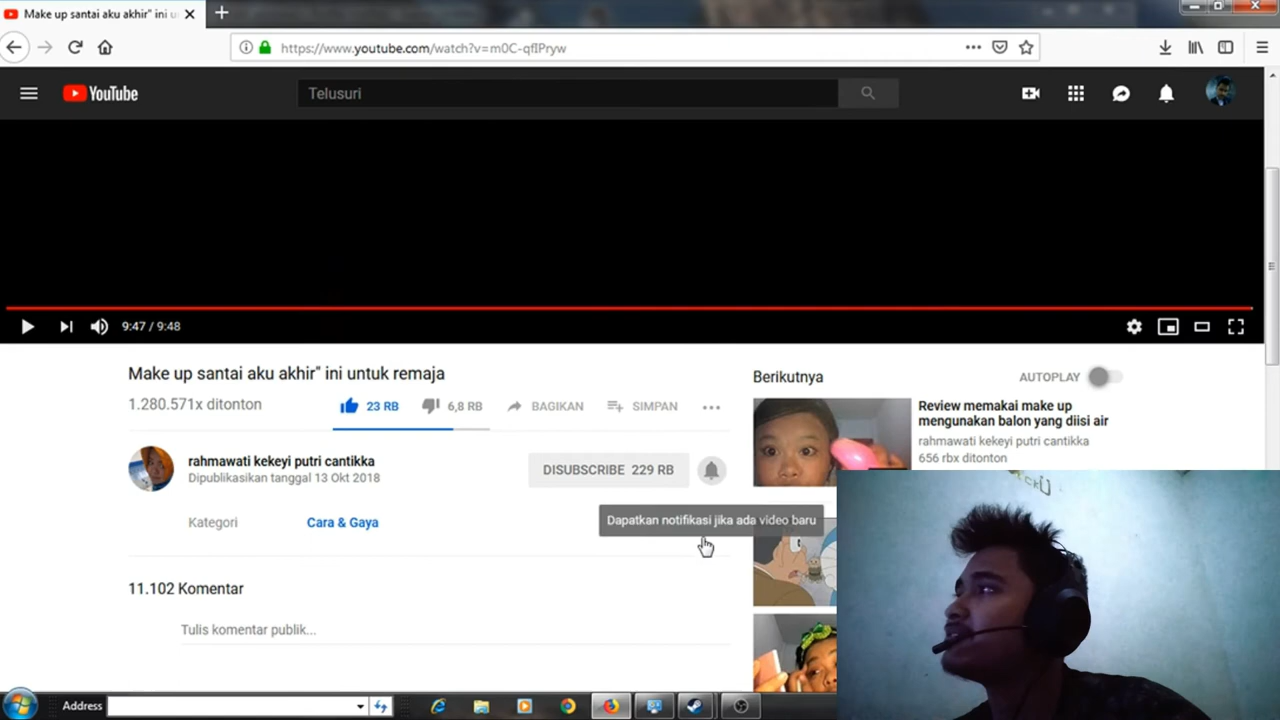 Make up santai aku akhir" ini un
https://www.youtube.com/watch?v=m0C-qfIPryw
YouTube
Telusuri
9:47 / 9:48
Make up santai aku akhir" ini untuk remaja
1.280.571x ditonton
23 RB
6,8 RB
BAGIKAN
SIMPAN
rahmawati kekeyi putri cantikka
Dipublikasikan tanggal 13 Okt 2018
DISUBSCRIBE 229 RB
Dapatkan notifikasi jika ada video baru
Kategori
Cara & Gaya
11.102 Komentar
Tulis komentar publik...
Berikutnya
AUTOPLAY
Review memakai make up
mengunakan balon yang diisi air
rahmawati kekeyi putri cantikka
656 rbx ditonton
Address